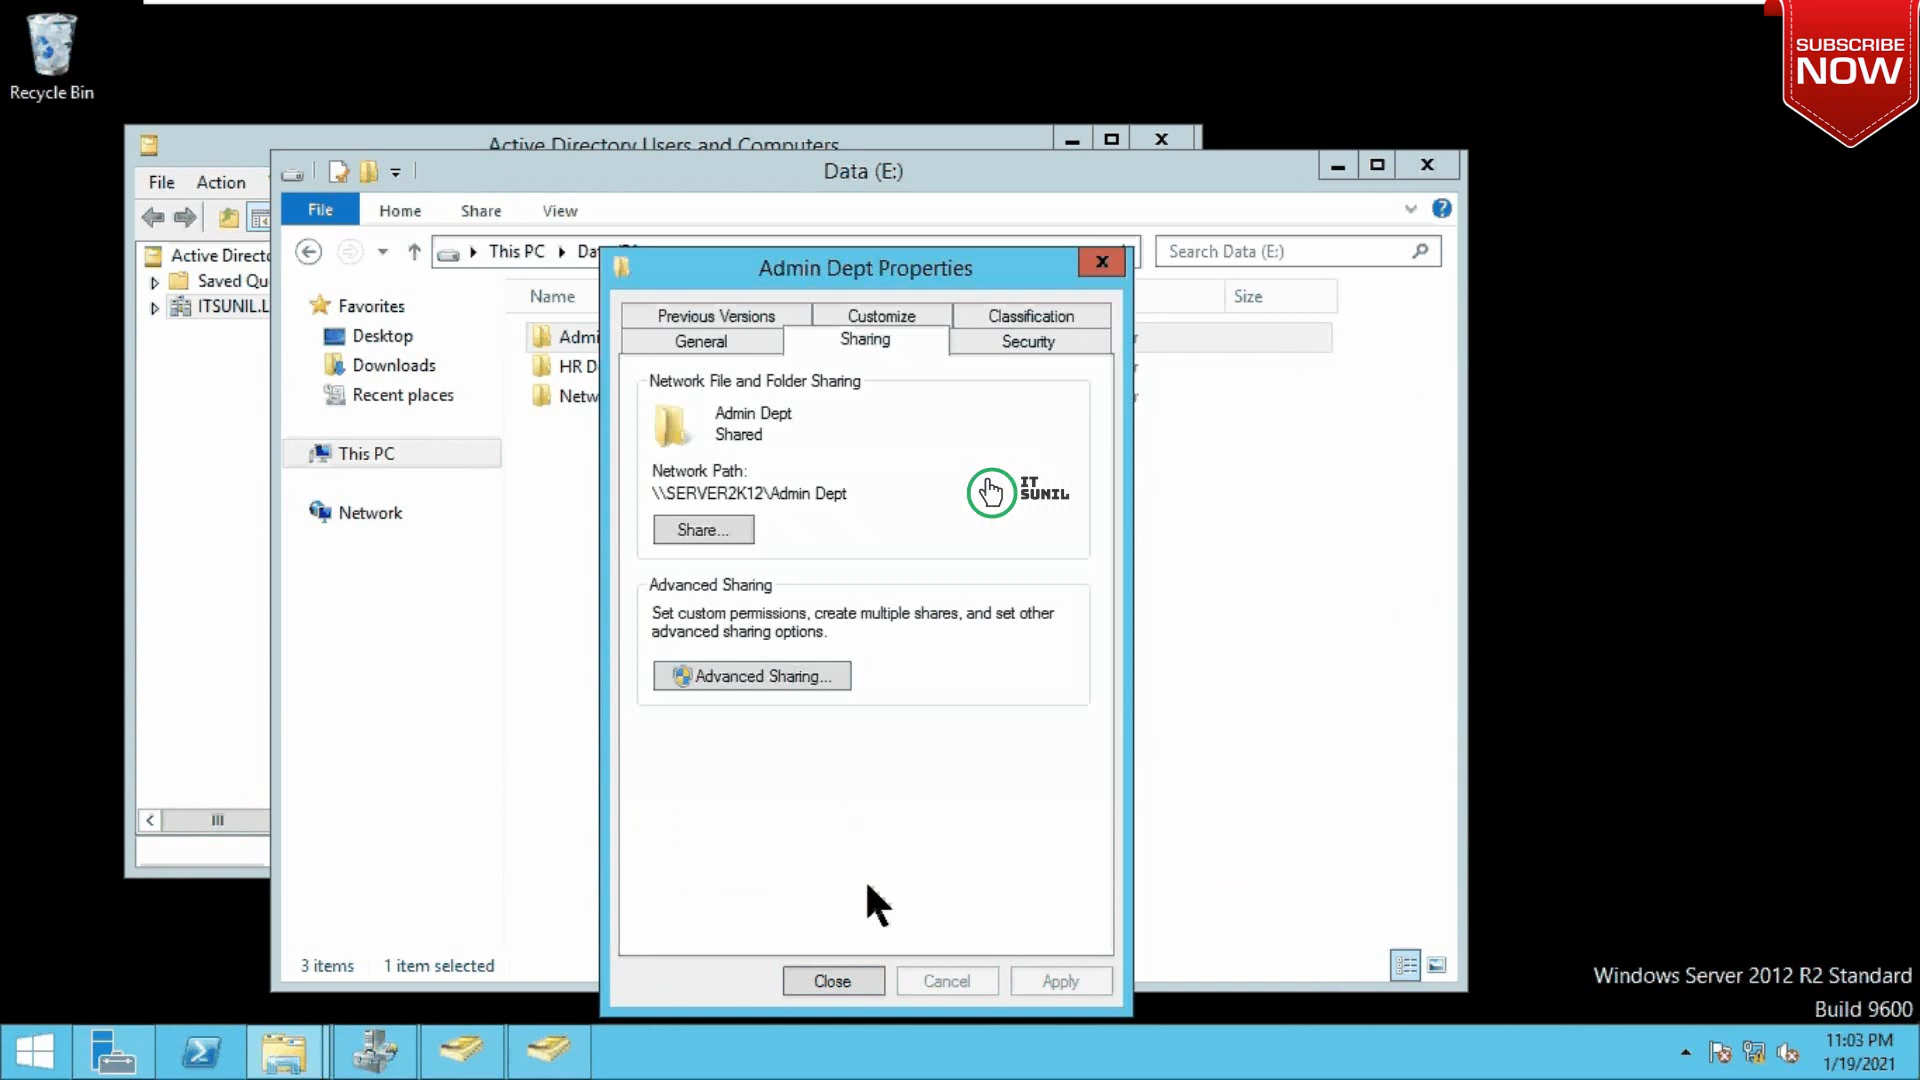 Recycle Bin
SUBSCRIBE
NOW
Active Directory Users and Computers
File Action
Data (E:)
File Home Share View
This PC
Search Data (E:)
Active Directo
Saved Qu
ITSUNIL.L
Favorites
Desktop
Downloads
Recent places
This PC
Network
Name
Size
Admi
HR D
Netw
Admin Dept Properties
Previous Versions Customize Classification
General Sharing Security
Network File and Folder Sharing
Admin Dept
Shared
Network Path:
\\SERVER2K12\Admin Dept
Share...
IT
SUNIL
Advanced Sharing
Set custom permissions, create multiple shares, and set other
advanced sharing options.
Advanced Sharing...
Close Cancel Apply
3 items 1 item selected
Windows Server 2012 R2 Standard
Build 9600
11:03 PM
1/19/2021